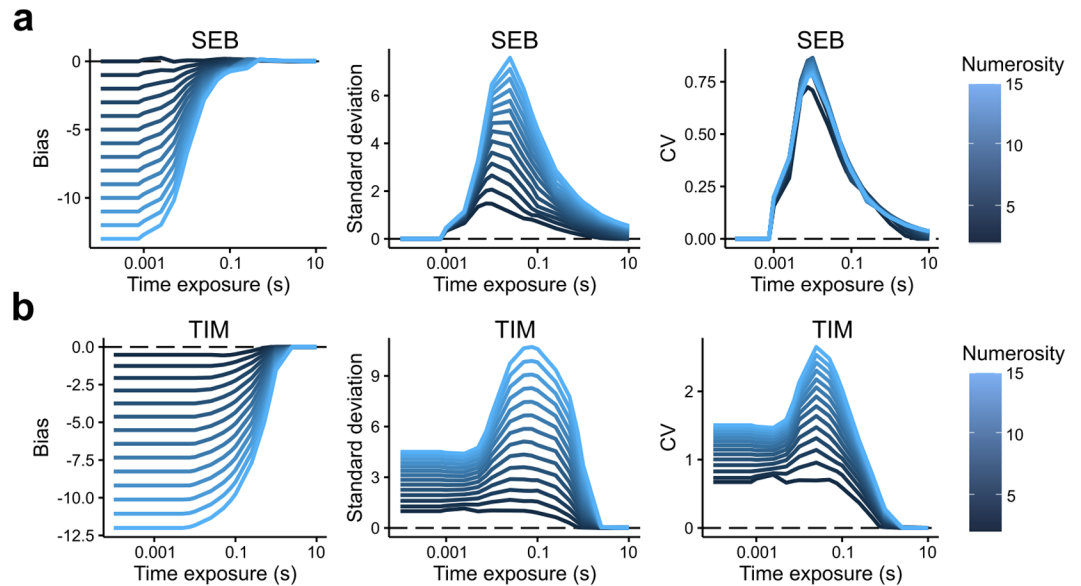 a
SEB
SEB
SEB
0
-5
-10
Bias
0.001 0.1 10
Time exposure (s)
6
4
2
0
Standard deviation
0.001 0.1 10
Time exposure (s)
0.75
0.50
0.25
0.00
CV
0.001 0.1 10
Time exposure (s)
Numerosity
15
10
5
b
TIM
TIM
TIM
0.0
-2.5
-5.0
-7.5
-10.0
-12.5
Bias
0.001 0.1 10
Time exposure (s)
9
6
3
0
Standard deviation
0.001 0.1 10
Time exposure (s)
2
1
0
CV
0.001 0.1 10
Time exposure (s)
Numerosity
15
10
5